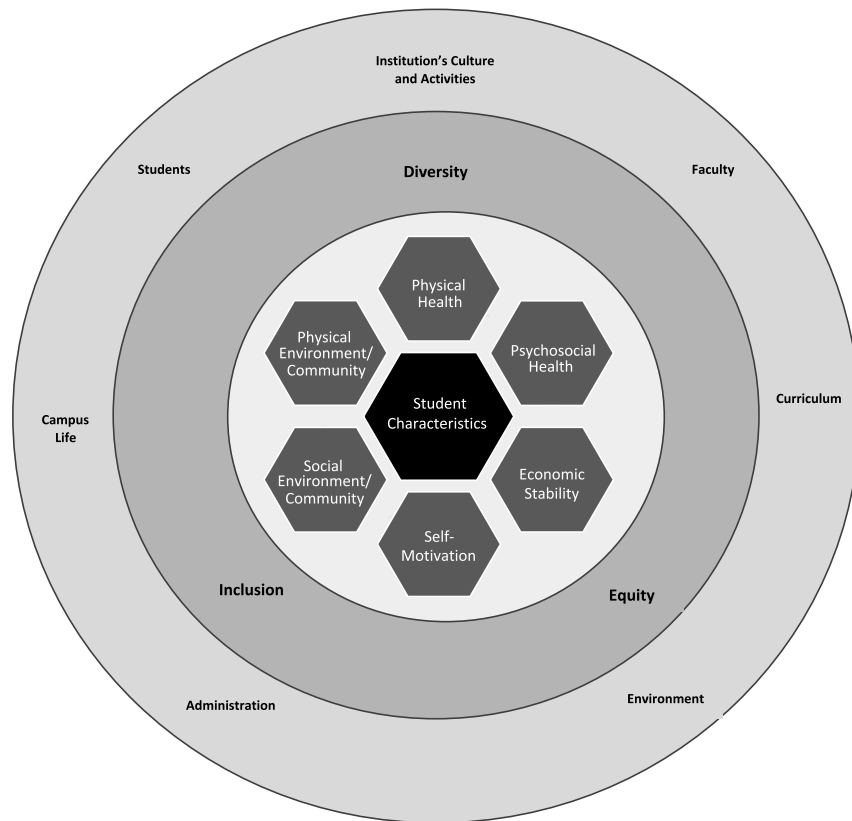 Institution's Culture
and Activities
Students
Faculty
Diversity
Physical
Health
Physical
Environment/
Community
Psychosocial
Health
Student
Characteristics
Curriculum
Campus
Life
Social
Environment/
Community
Economic
Stability
Self-
Motivation
Inclusion
Equity
Administration
Environment